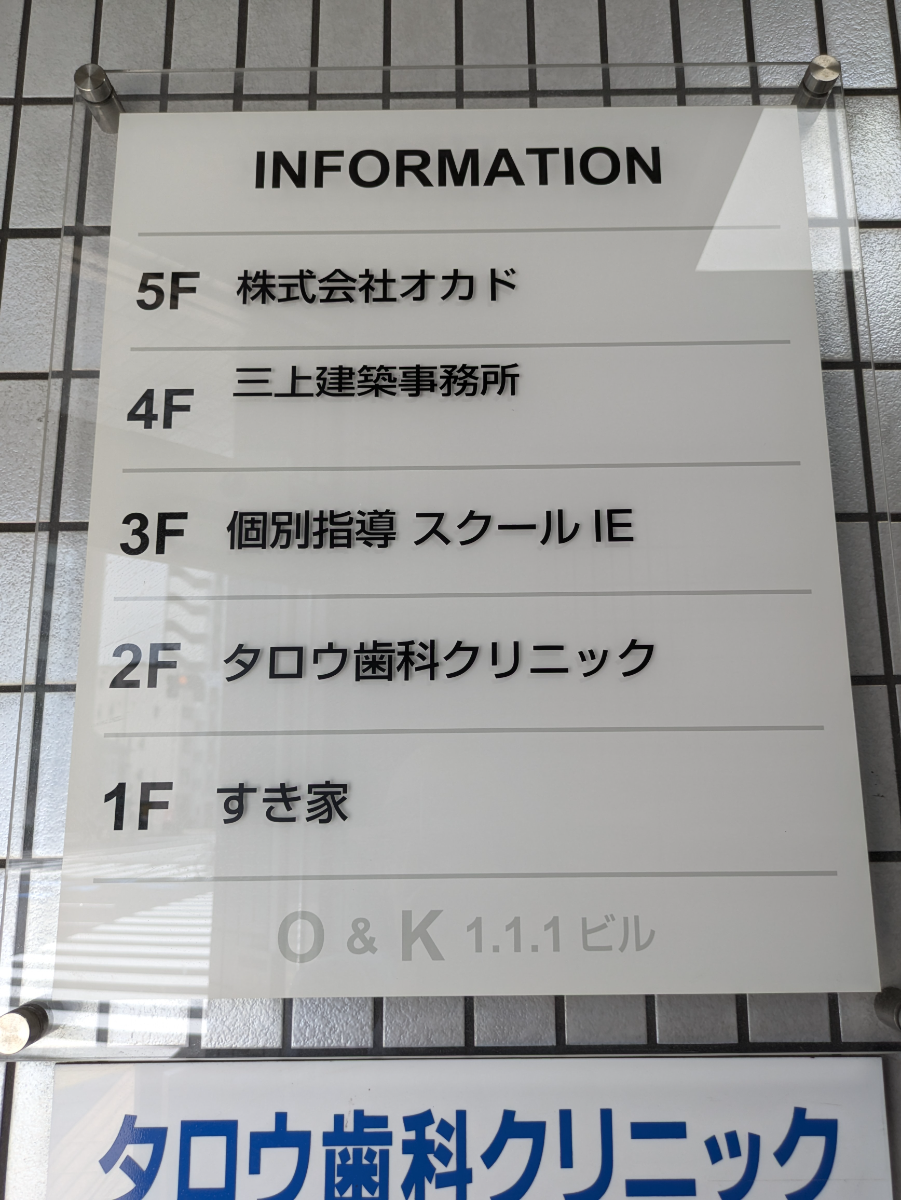 INFORMATION
5F 株式会社オカド
4F 三上建築事務所
3F 個別指導 スクールIE
2F タロウ歯科クリニック
1F すき家
O & K 1.1.1 ビル
タロウ歯科クリニック